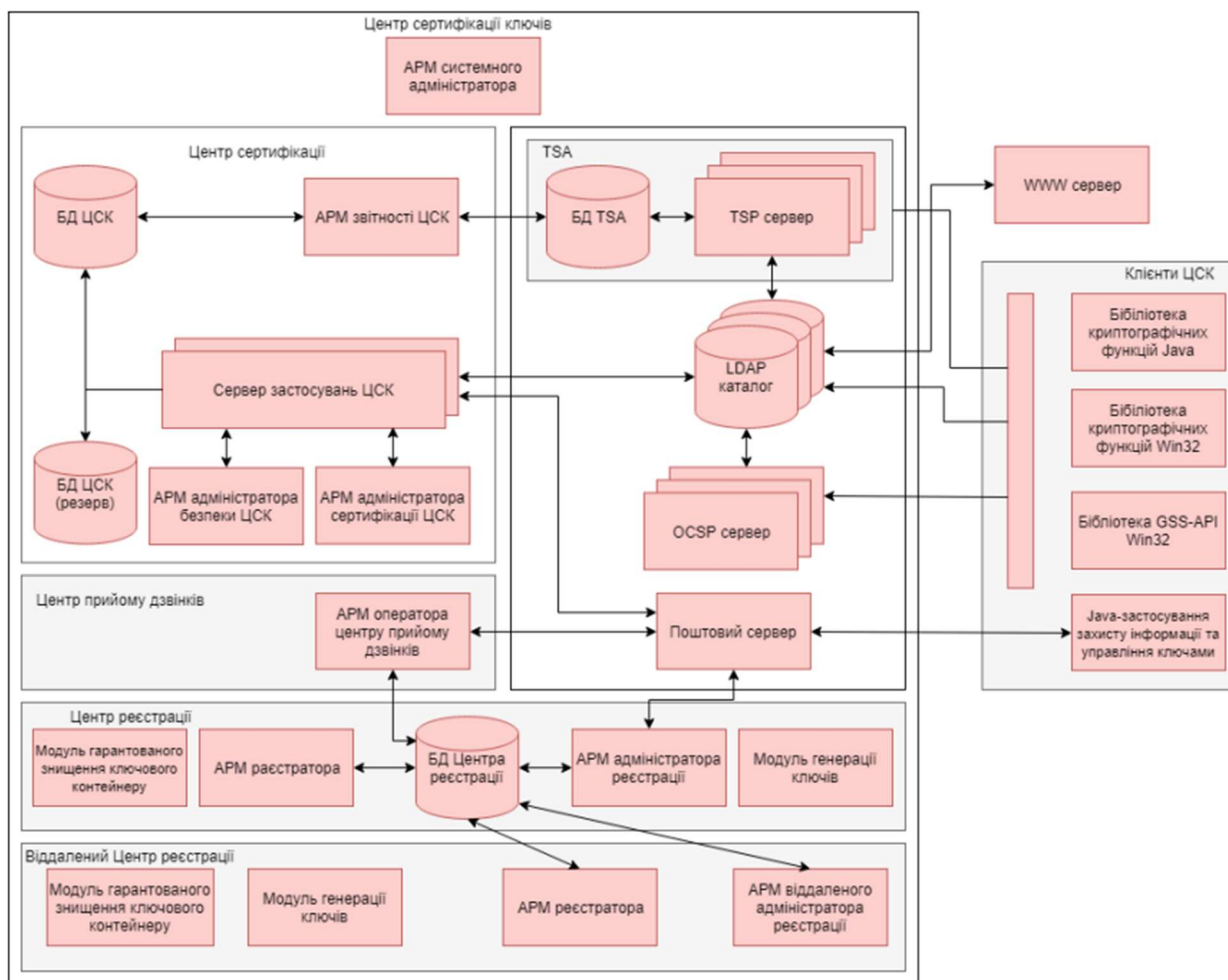 Центр сертифікації ключів
АРМ системного
адміністратора
Центр сертифікації
БД ЦСК
АРМ звітності ЦСК
Сервер застосувань ЦСК
БД ЦСК
(резерв)
АРМ адміністратора
безпеки ЦСК
АРМ адміністратора
сертифікації ЦСК
TSA
БД TSA
TSP сервер
LDAP
каталог
OCSP сервер
Поштовий сервер
WWW сервер
Клієнти ЦСК
Бібіліотека
криптографічних
функцій Java
Бібліотека
криптографічних
функцій Win32
Бібліотека GSS-API
Win32
Java-застосування
захисту інформації та
управління ключами
Центр прийому дзвінків
АРМ оператора
центру прийому
дзвінків
Центр реєстрації
Модуль гарантованого
знищення ключового
контейнеру
АРМ раєстратора
БД Центра
реєстрації
АРМ адміністратора
реєстрації
Модуль генерації
ключів
Віддалений Центр реєстрації
Модуль гарантованого
знищення ключового
контейнеру
Модуль генерації
ключів
АРМ реєстратора
АРМ віддаленого
адміністратора
реєстрації